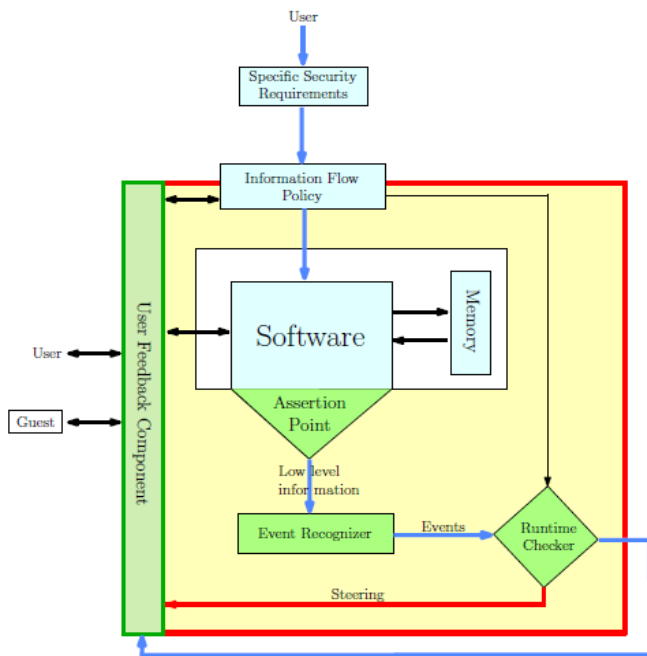 User
Specific Security
Requirements
Information Flow
Policy
User Feedback Component
Software
Memory
User
Assertion
Point
Guest
Low level
information
Event Recognizer
Events
Runtime
Checker
Steering